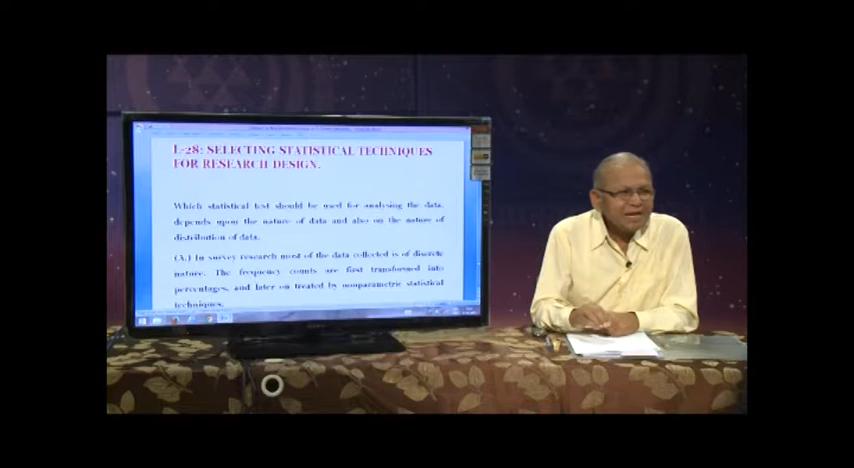 L-28: SELECTING STATISTICAL TECHNIQUES
FOR RESEARCH DESIGN.
Which statistical test should be used for analysing the data,
depends upon the nature of data and also on the nature of
distribution of data.
(A.) In survey research most of the data collected is of discrete
nature. The frequency counts are first transformed into
percentages, and later on treated by nonparametric statistical
techniques.